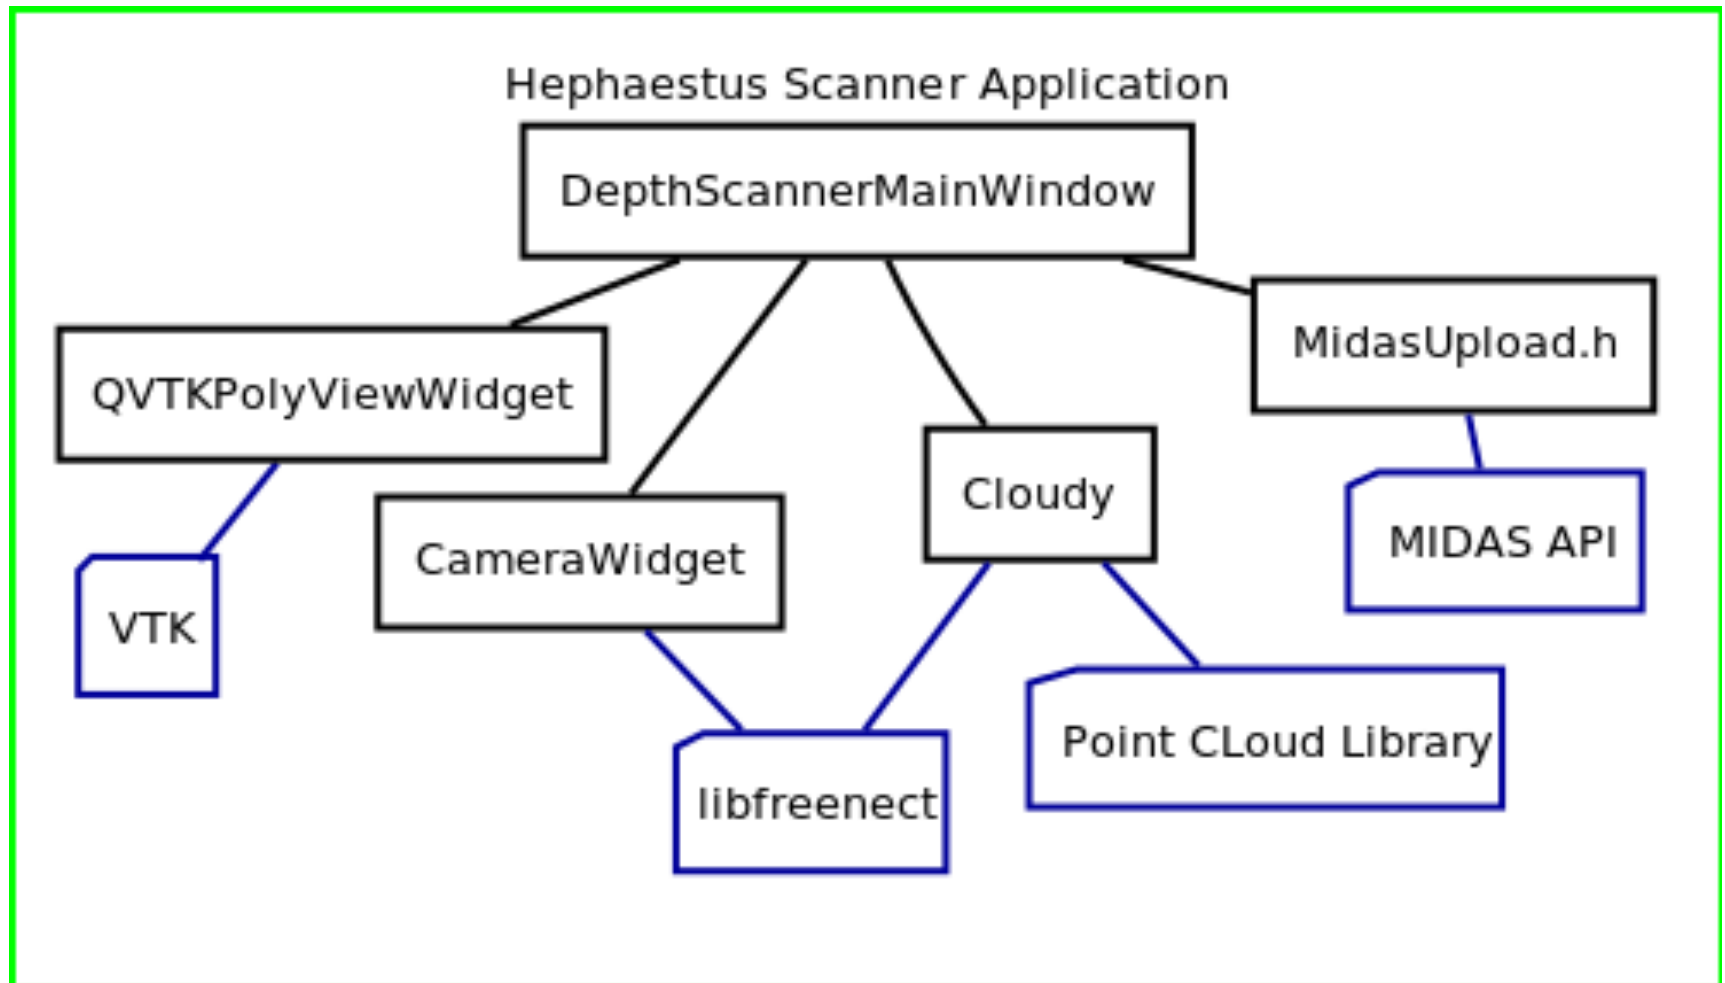 Hephaestus Scanner Application
DepthScannerMainWindow
MidasUpload.h
QVTKPolyViewWidget
Cloudy
MIDAS API
CameraWidget
VTK
Point CLoud Library
libfreenect